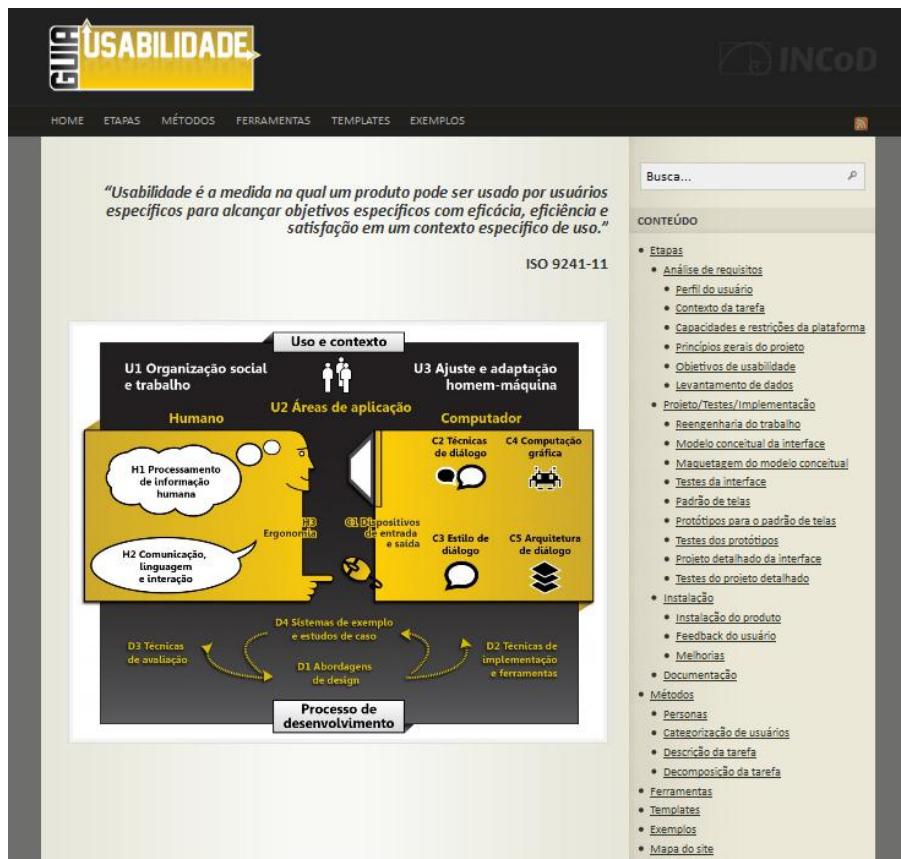 GUIA
USABILIDADE
INCoD
HOME ETAPAS MÉTODOS FERRAMENTAS TEMPLATES EXEMPLOS
“Usabilidade é a medida na qual um produto pode ser usado por usuários
específicos para alcançar objetivos específicos com eficácia, eficiência e
satisfação em um contexto específico de uso.”
ISO 9241-11
Uso e contexto
U1 Organização social
e trabalho
U3 Ajuste e adaptação
homem-máquina
U2 Áreas de aplicação
Humano
Computador
H1 Processamento
de informação
humana
H2 Comunicação,
linguagem
e interação
H3
Ergonomia
C1 Dispositivos
de entrada
e saída
C2 Técnicas
de diálogo
C4 Computação
gráfica
C3 Estilo de
diálogo
C5 Arquitetura
de diálogo
D4 Sistemas de exemplo
e estudos de caso
D3 Técnicas
de avaliação
D1 Abordagens
de design
D2 Técnicas de
implementação
e ferramentas
Processo de
desenvolvimento
Busca...
CONTEÚDO
Etapas
Análise de requisitos
Perfil do usuário
Contexto da tarefa
Capacidades e restrições da plataforma
Princípios gerais do projeto
Objetivos de usabilidade
Levantamento de dados
Projeto/Testes/Implementação
Reengenharia do trabalho
Modelo conceitual da interface
Maquetagem do modelo conceitual
Testes da interface
Padrão de telas
Protótipos para o padrão de telas
Testes dos protótipos
Projeto detalhado da interface
Testes do projeto detalhado
Instalação
Instalação do produto
Feedback do usuário
Melhorias
Documentação
Métodos
Personas
Categorização de usuários
Descrição da tarefa
Decomposição da tarefa
Ferramentas
Templates
Exemplos
Mapa do site